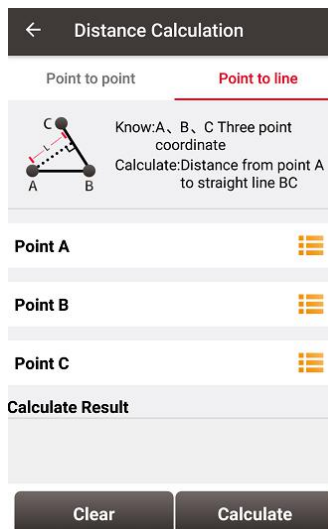 Distance Calculation
Point to point
Point to line
C
L
A
B
Know:A、B、C Three point
coordinate
Calculate:Distance from point A
to straight line BC
Point A
Point B
Point C
Calculate Result
Clear
Calculate